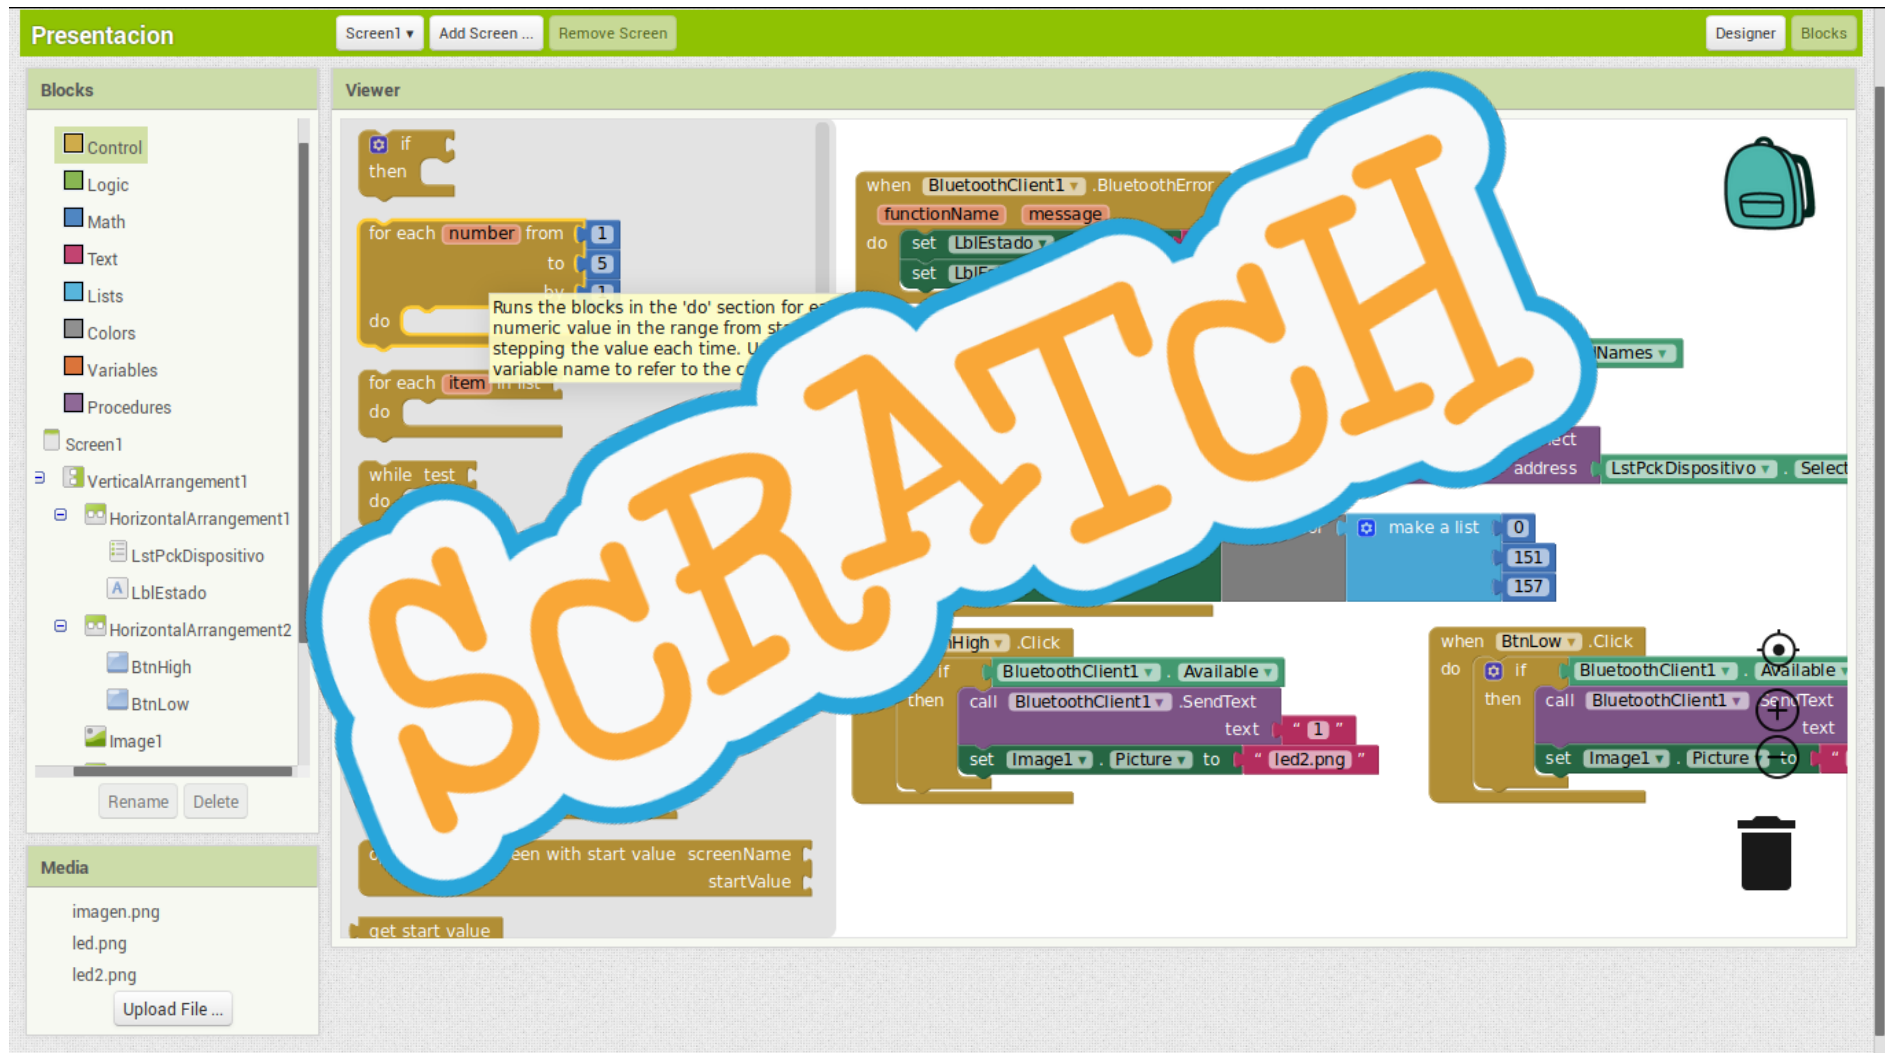 Presentacion
Screen1 Add Screen ... Remove Screen
Designer Blocks
Blocks
Control
Logic
Math
Text
Lists
Colors
Variables
Procedures
Screen1
VerticalArrangement1
HorizontalArrangement1
LstPckDispositivo
LblEstado
HorizontalArrangement2
BtnHigh
BtnLow
Image1
Rename Delete
Media
imagen.png
led.png
led2.png
Upload File ...
Viewer
if
then
for each number from 1
to 5
by 1
do
Runs the blocks in the 'do' section for
numeric value in the range from
stepping the value each time.
variable name to refer to the
for each item in list
do
while test
do
SCRATCH
een with start value screenName
startValue
get start value
when BluetoothClient1 .BluetoothError
functionName message
do set LblEstado
set
Names
ect
address LstPckDispositivo . Select
make a list 0
151
157
High .Click
if BluetoothClient1 . Available
then call BluetoothClient1 .SendText
text " 1 "
set Image1 . Picture to " led2.png "
when BtnLow .Click
do if BluetoothClient1 . Available
then call BluetoothClient1 .SendText
text
set Image1 . Picture to "